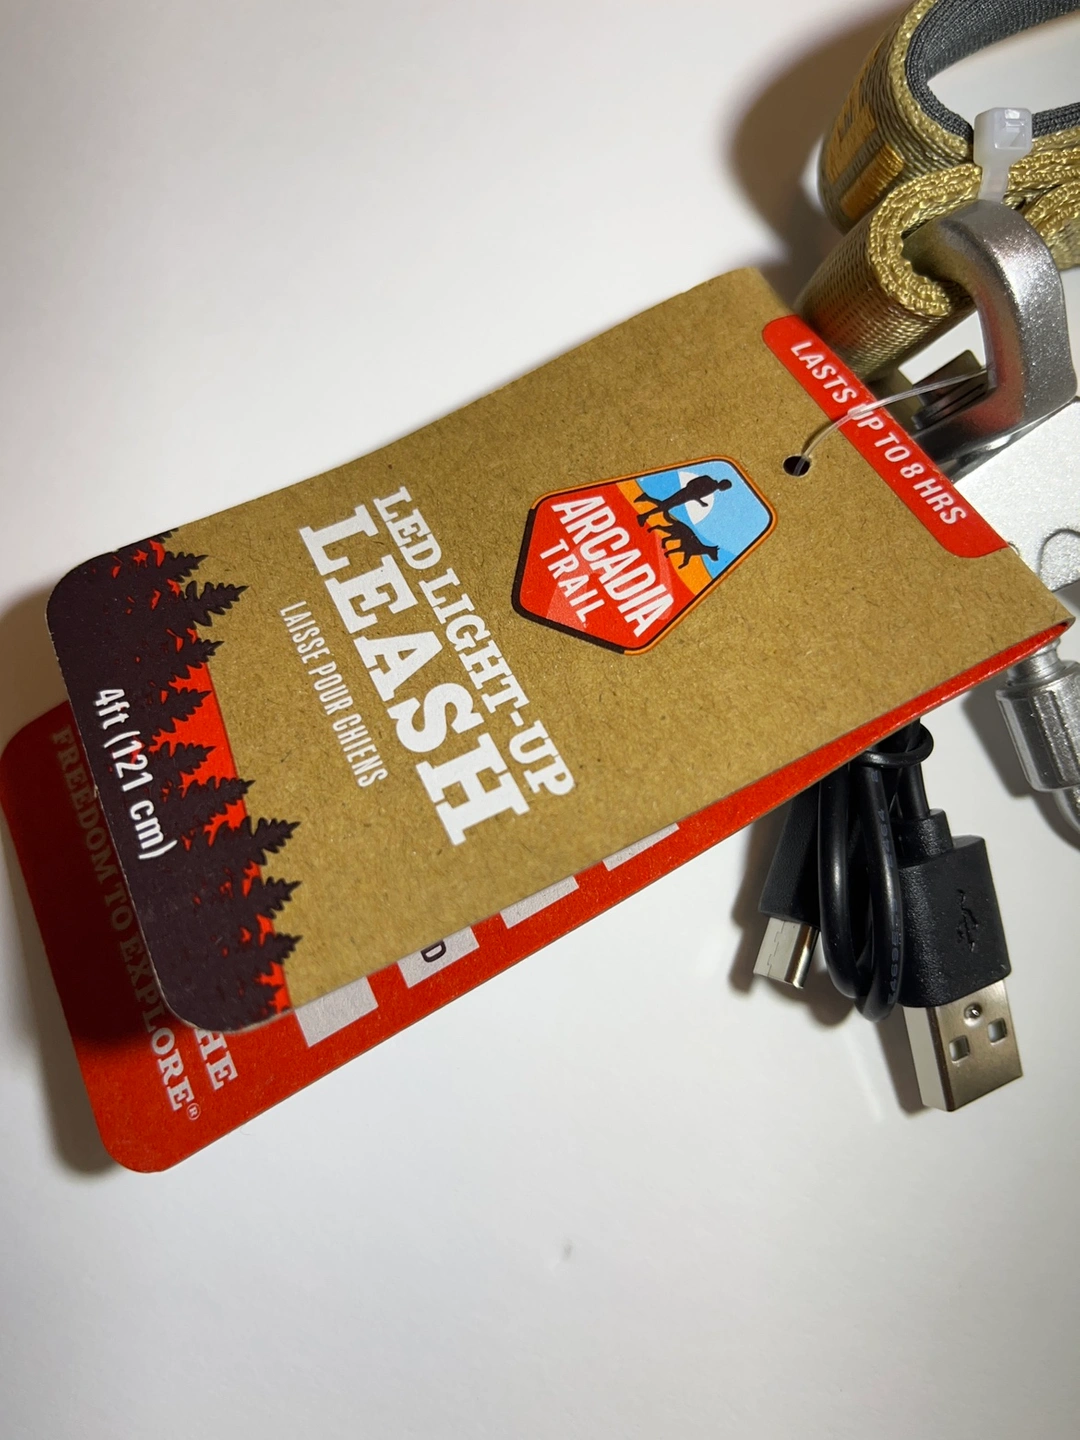 LASTS UP TO 8 HRS
ARCADIA
TRAIL
LED LIGHT-UP
LEASH
LAISSE POUR CHIENS
4ft (121 cm)
D
HE
FREEDOM TO EXPLORE®